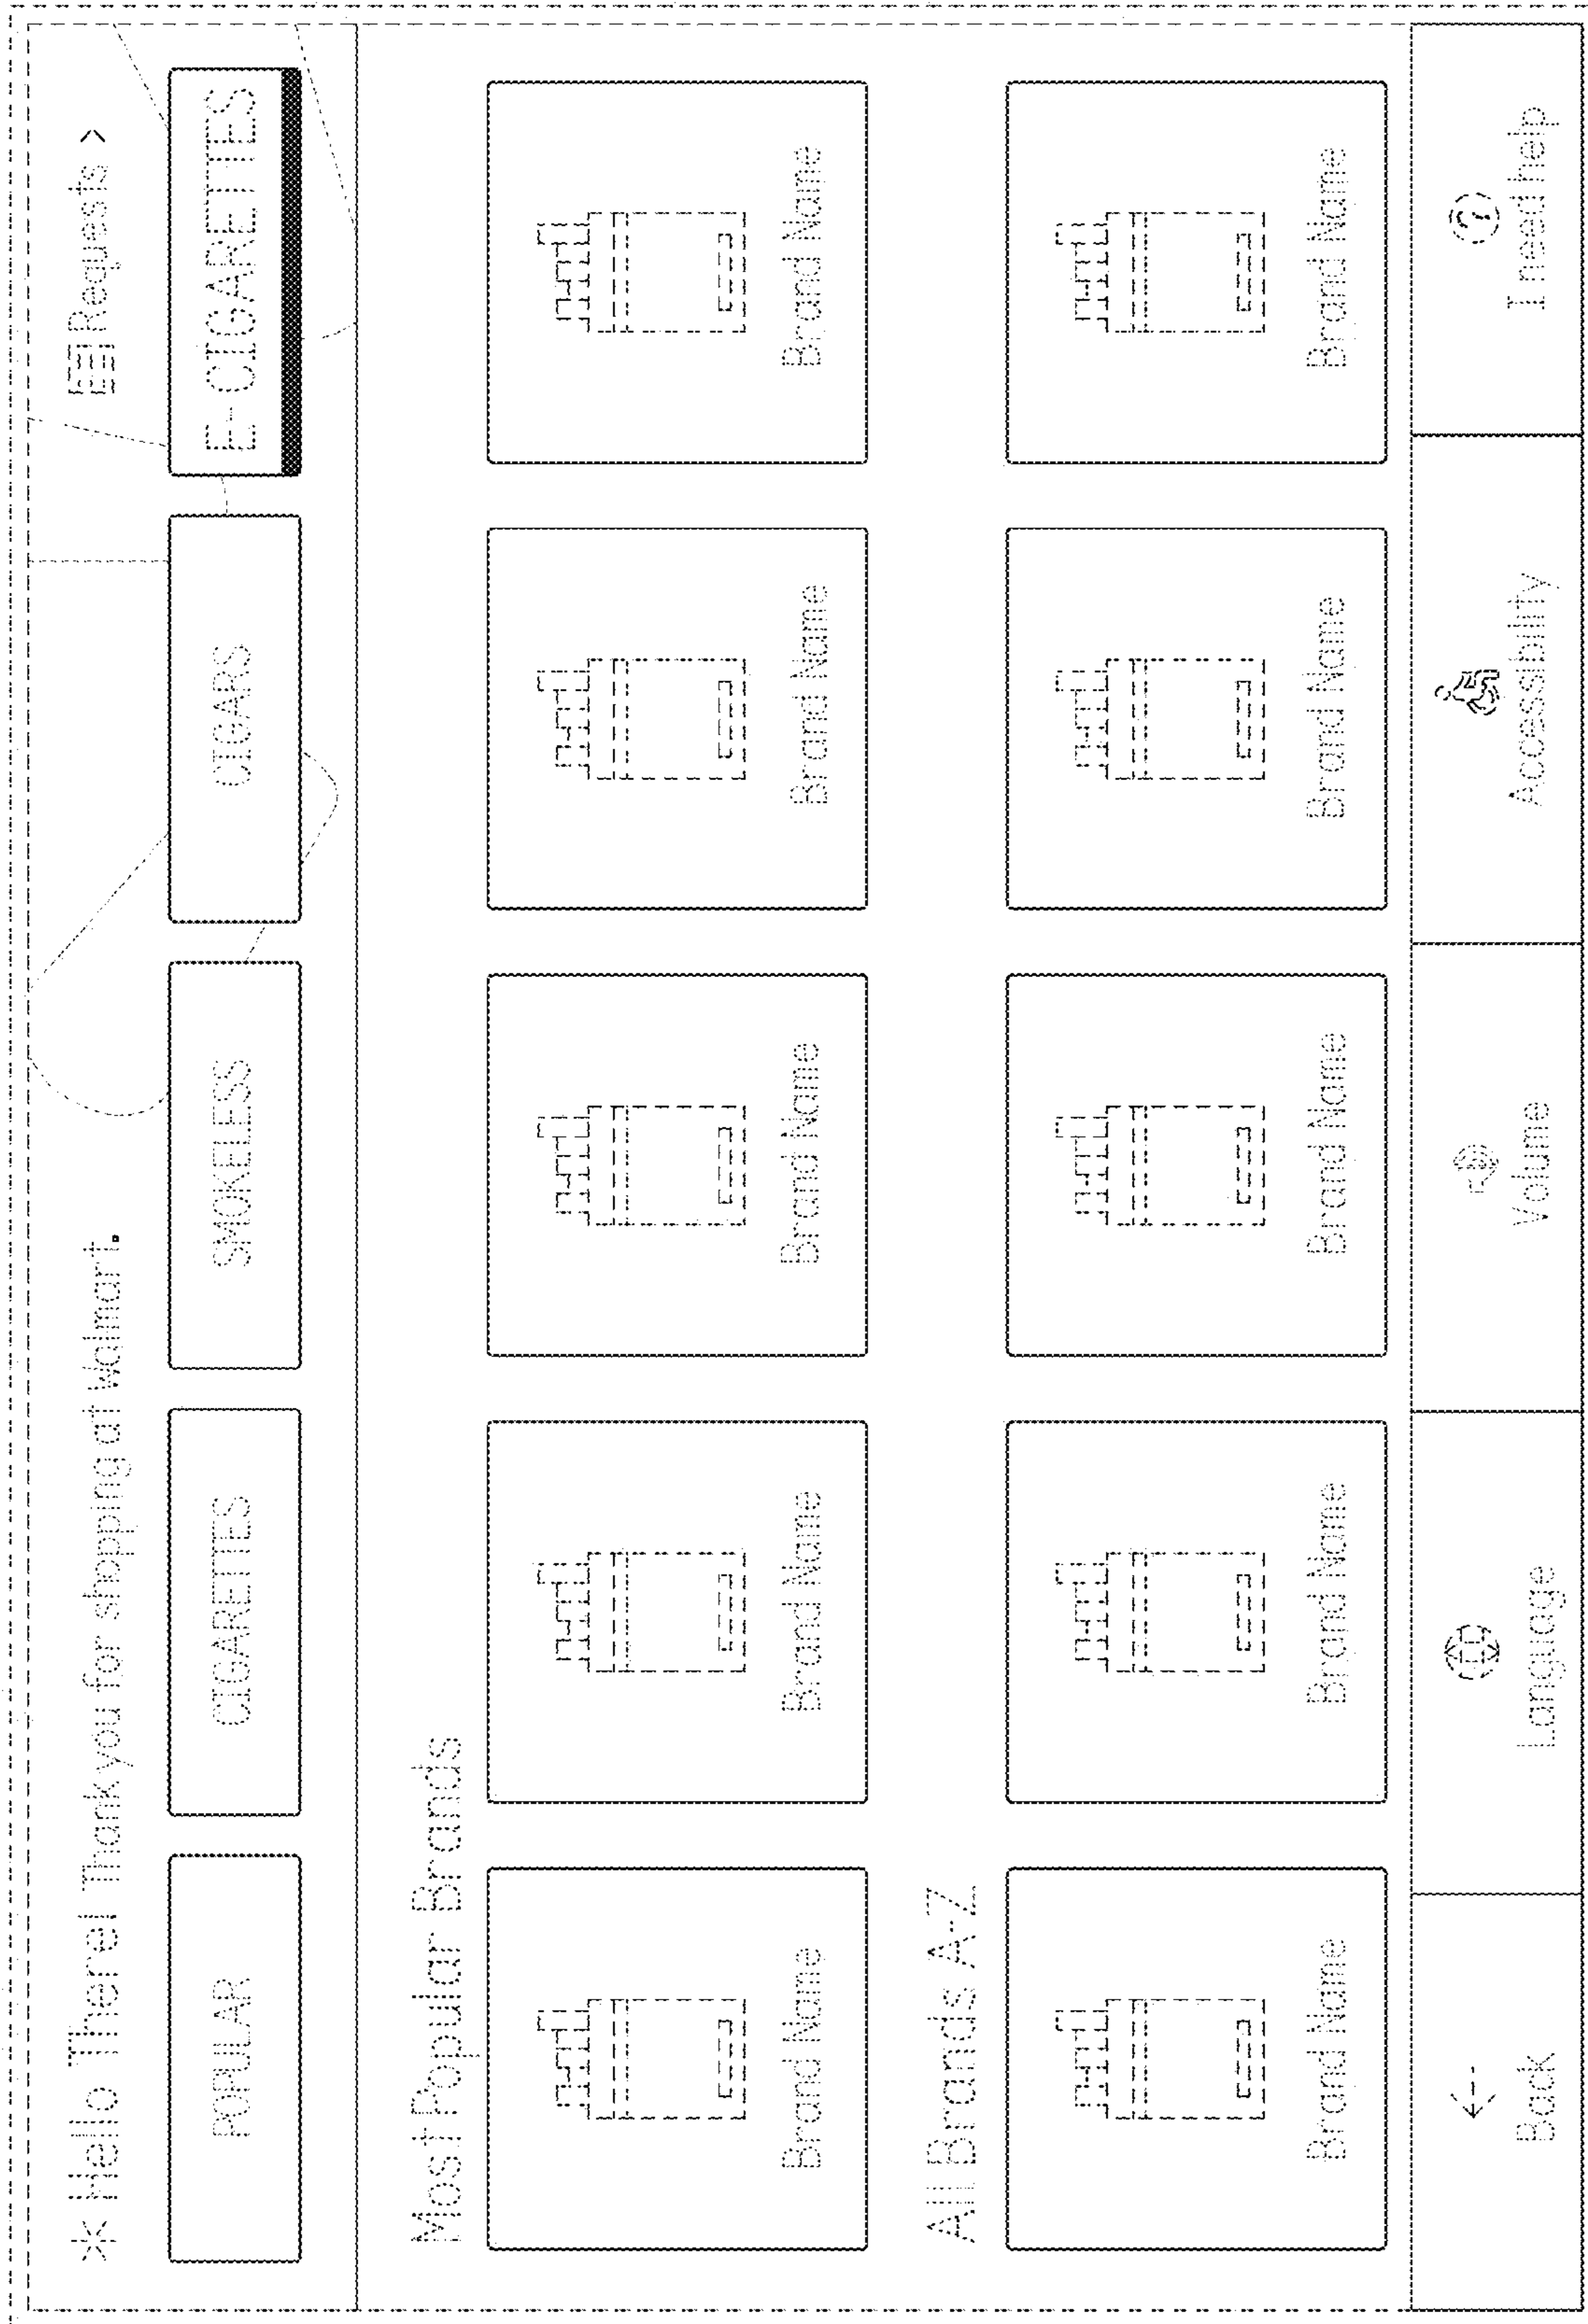 Hello There! Thank you for shopping at Walmart.
Requests >
POPULAR
CIGARETTES
SMOKELESS
CIGARS
E-CIGARETTES
Most Popular Brands
Brand Name
Brand Name
Brand Name
Brand Name
Brand Name
All Brands A-Z
Brand Name
Brand Name
Brand Name
Brand Name
Brand Name
Back
Language
Volume
Accessibility
I need help